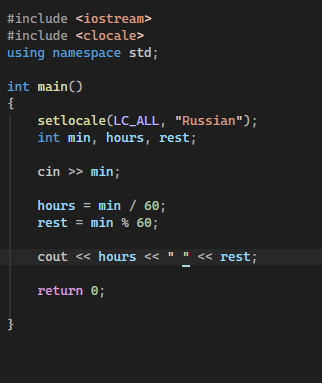 #include <iostream>
#include <clocale>
using namespace std;
int main()
{
setlocale(LC_ALL, "Russian");
int min, hours, rest;
cin >> min;
hours = min / 60;
rest = min % 60;
cout << hours << " " << rest;
return 0;
}